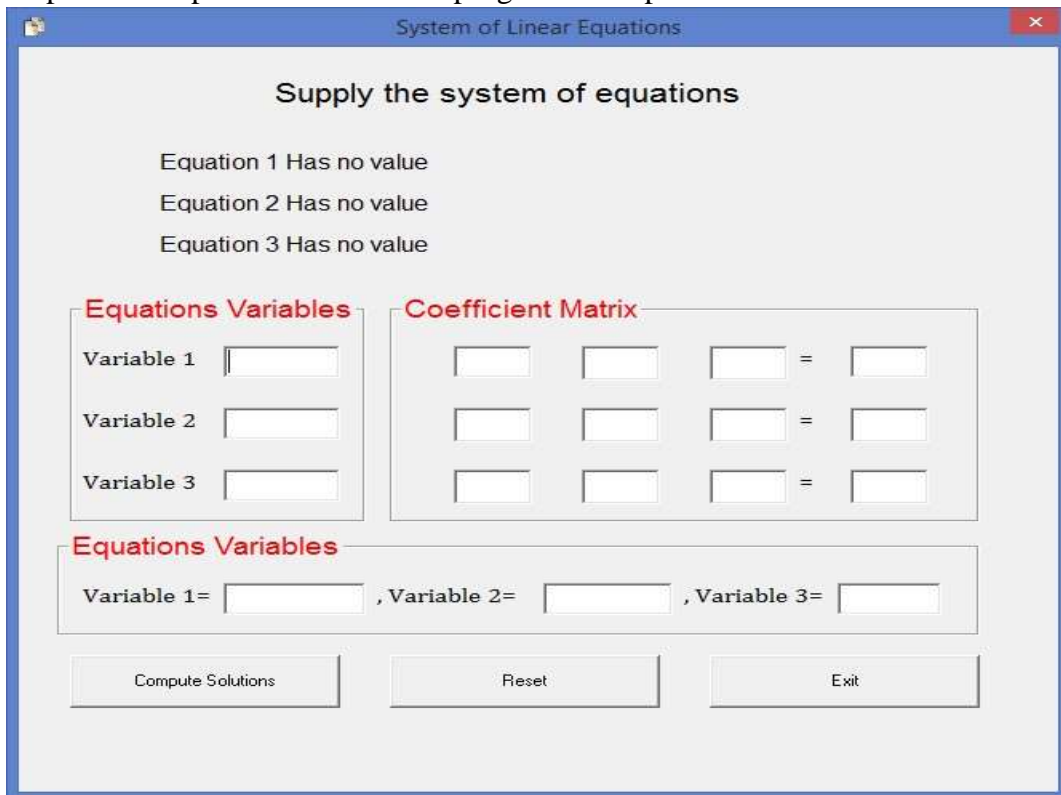 System of Linear Equations
Supply the system of equations
Equation 1 Has no value
Equation 2 Has no value
Equation 3 Has no value
Equations Variables
Variable 1
Variable 2
Variable 3
Coefficient Matrix
=
=
=
Equations Variables
Variable 1= , Variable 2= , Variable 3=
Compute Solutions Reset Exit